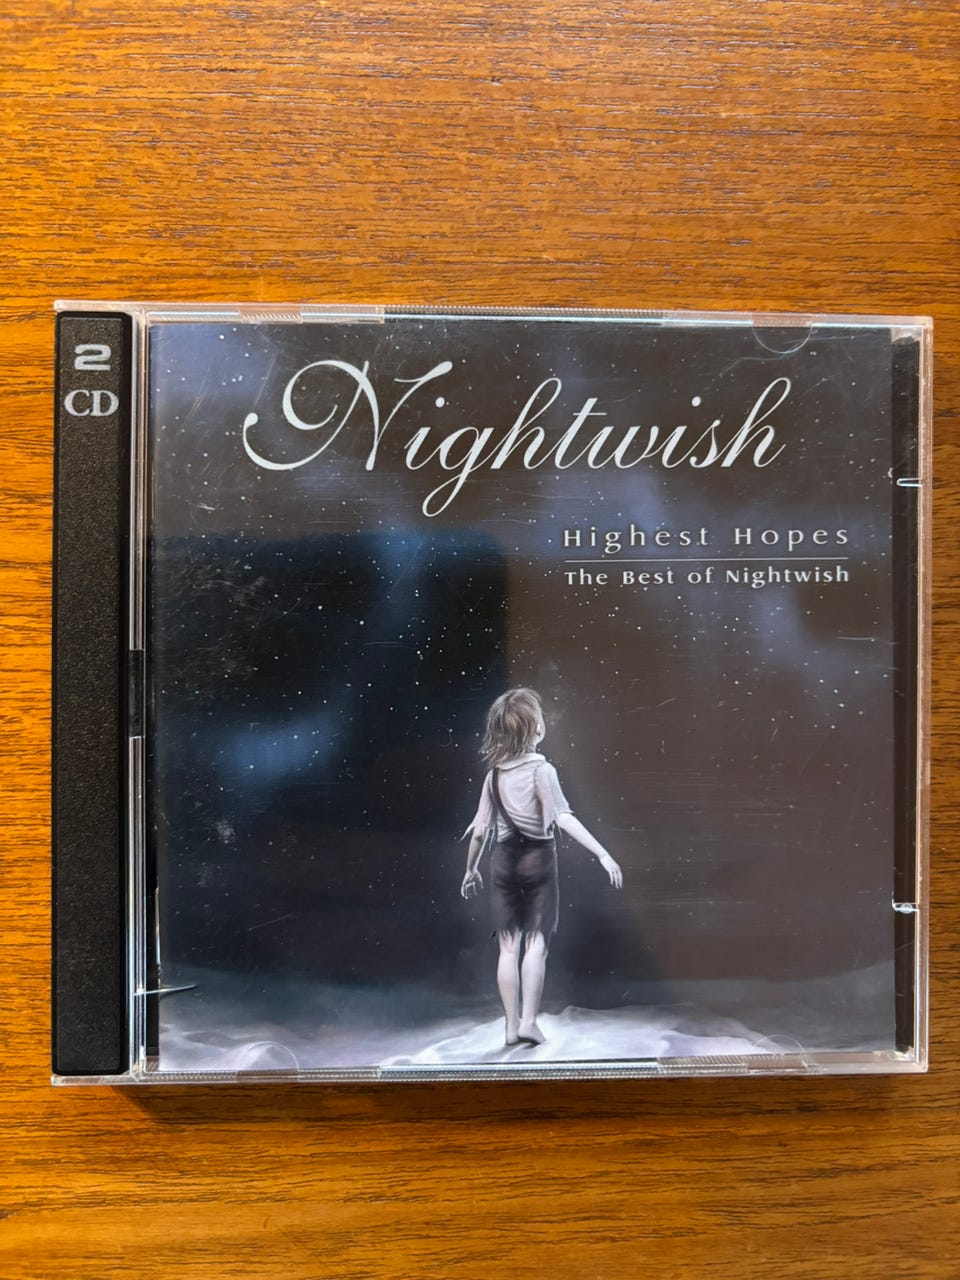 2
CD
Nightwish
Highest Hopes
The Best of Nightwish